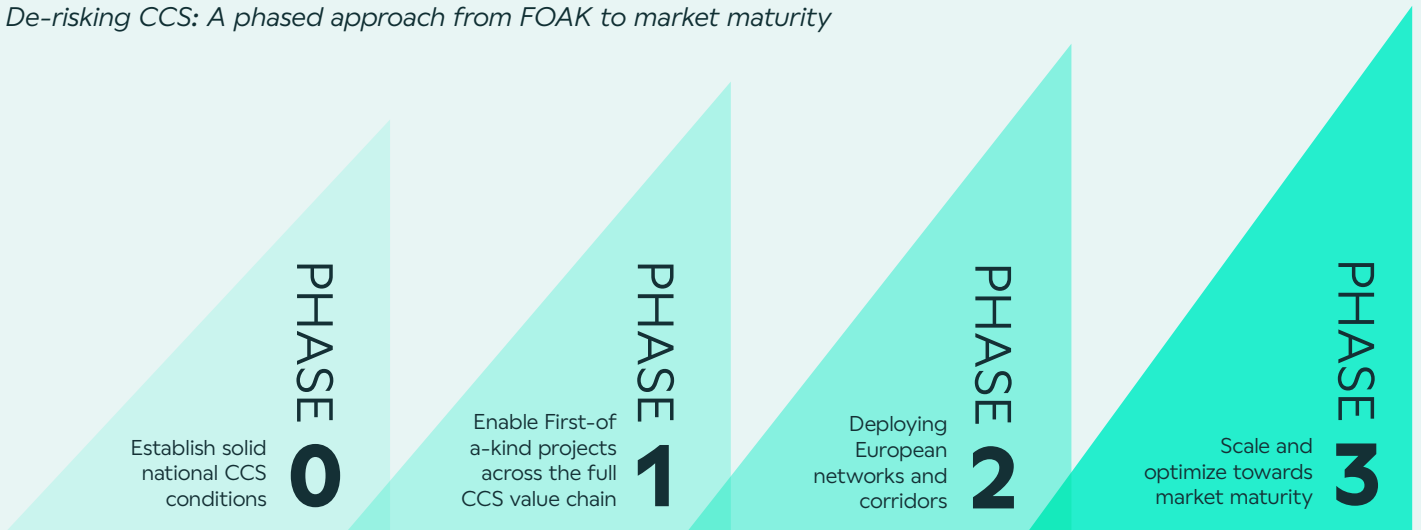 De-risking CCS: A phased approach from FOAK to market maturity
PHASE 0
Establish solid
national CCS
conditions
PHASE 1
Enable First-of
a-kind projects
across the full
CCS value chain
PHASE 2
Deploying
European
networks and
corridors
PHASE 3
Scale and
optimize towards
market maturity